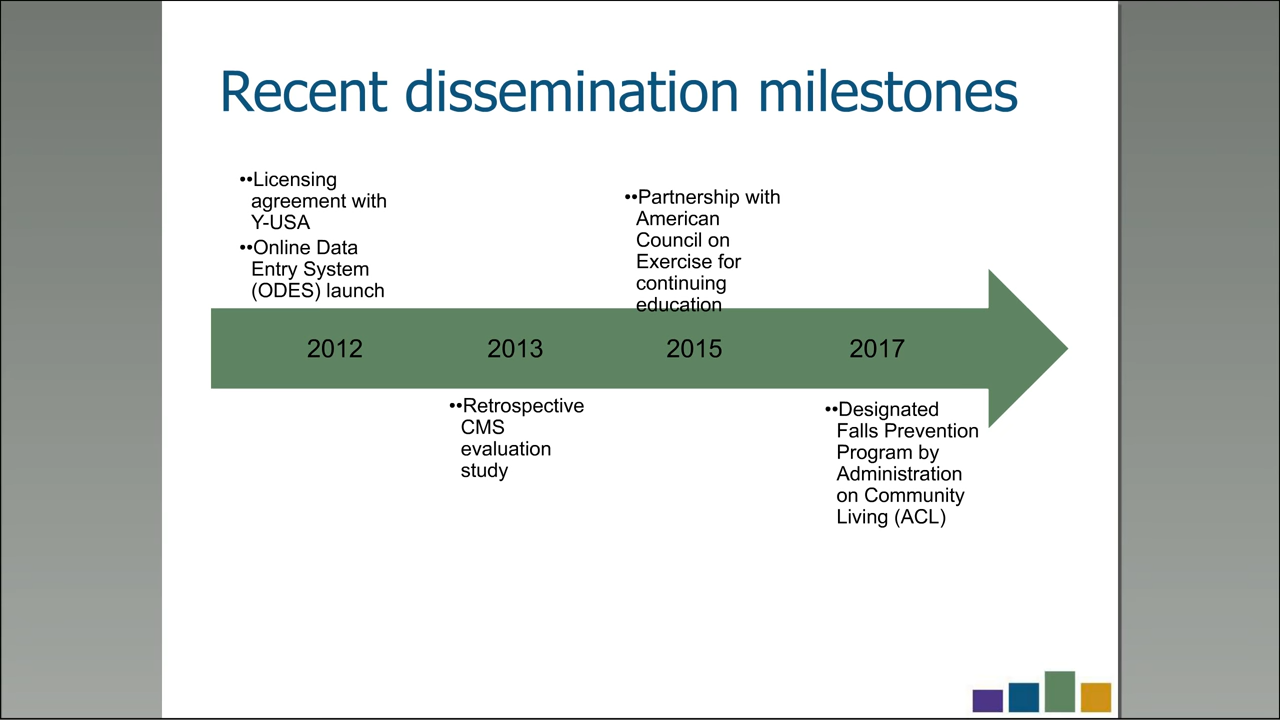 Recent dissemination milestones
••Licensing
agreement with
Y-USA
••Online Data
Entry System
(ODES) launch
••Partnership with
American
Council on
Exercise for
continuing
education
2012
2013
2015
2017
••Retrospective
CMS
evaluation
study
••Designated
Falls Prevention
Program by
Administration
on Community
Living (ACL)